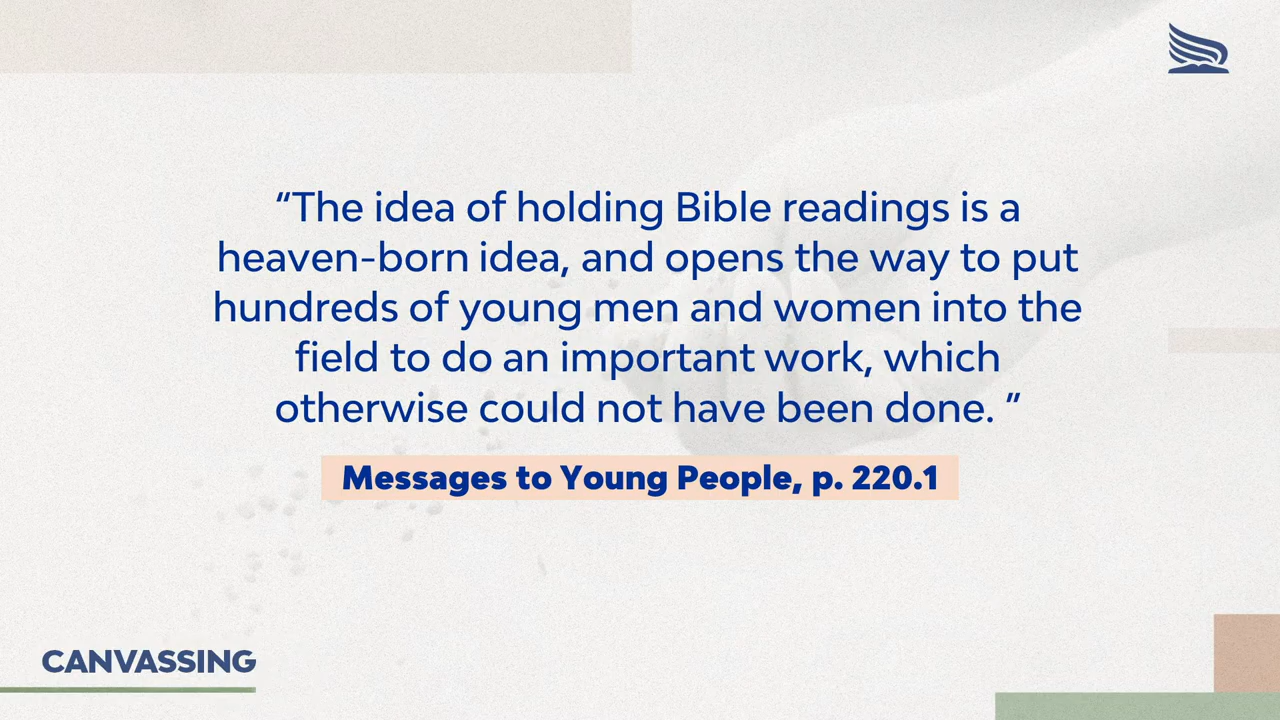 “The idea of holding Bible readings is a
heaven-born idea, and opens the way to put
hundreds of young men and women into the
field to do an important work, which
otherwise could not have been done. ”
Messages to Young People, p. 220.1
CANVASSING